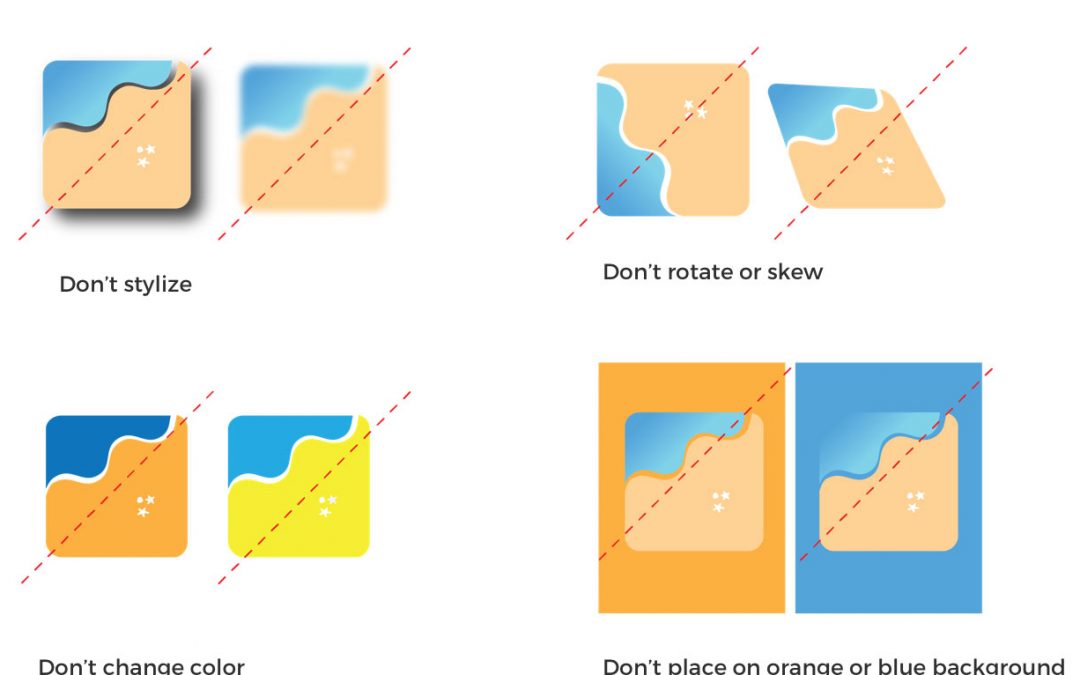 Don’t stylize
Don’t rotate or skew
Don’t change color
Don’t place on orange or blue background